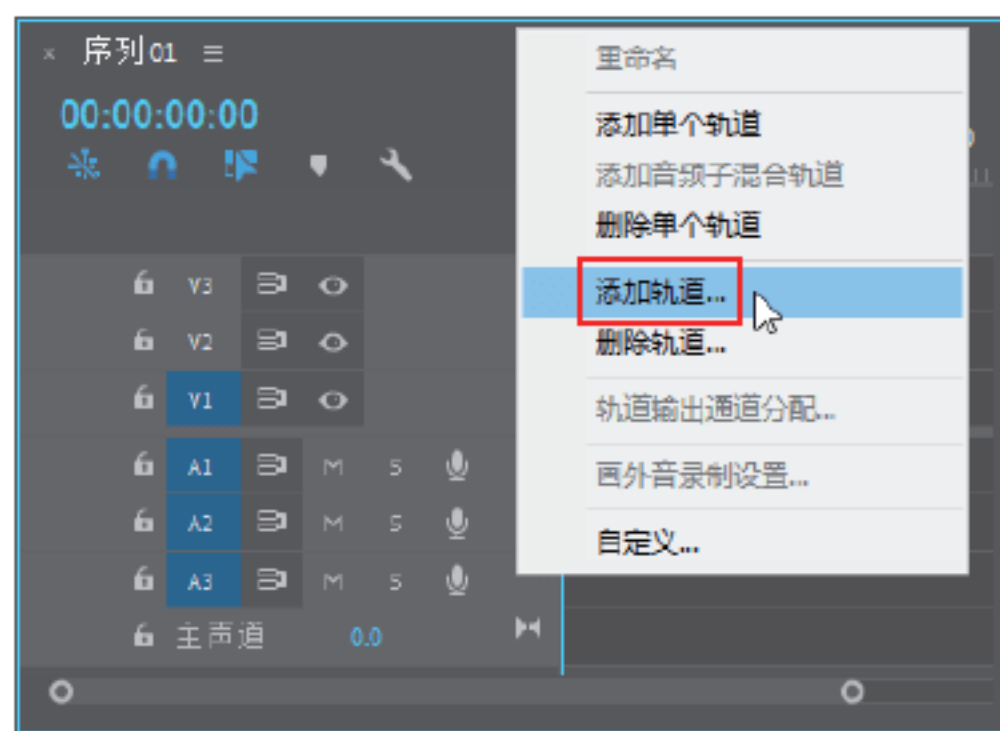 序列 01
00:00:00:00
V3
V2
V1
A1 M S
A2 M S
A3 M S
主声道 0.0
重命名
添加单个轨道
添加音频子混合轨道
删除单个轨道
添加轨道...
删除轨道...
轨道输出通道分配...
画外音录制设置...
自定义...